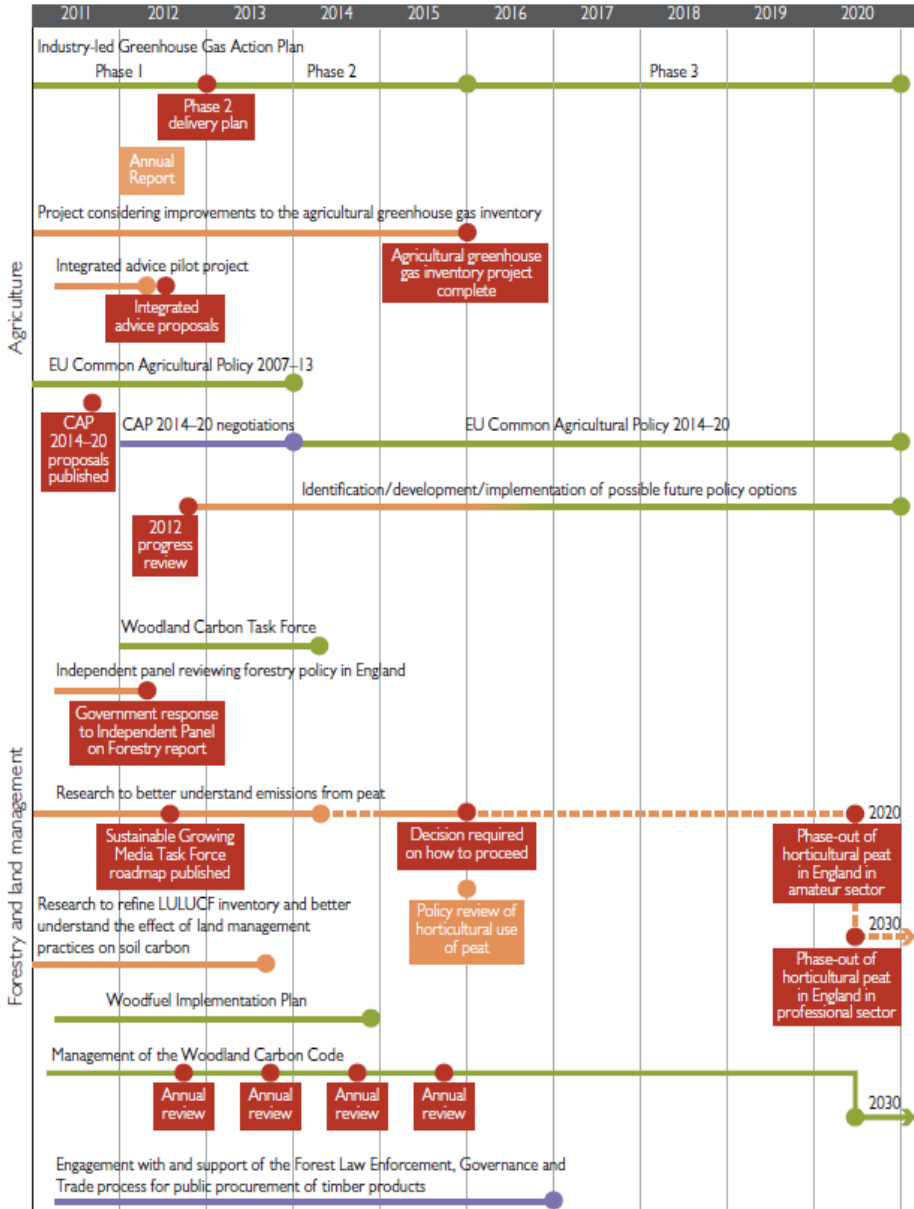 2011 2012 2013 2014 2015 2016 2017 2018 2019 2020
Agriculture
Industry-led Greenhouse Gas Action Plan
Phase 1 Phase 2 Phase 3
Phase 2
delivery plan
Annual
Report
Project considering improvements to the agricultural greenhouse gas inventory
Agricultural greenhouse
gas inventory project
complete
Integrated advice pilot project
Integrated
advice proposals
EU Common Agricultural Policy 2007–13
CAP
2014–20
proposals
published
CAP 2014–20 negotiations
EU Common Agricultural Policy 2014–20
Identification/development/implementation of possible future policy options
2012
progress
review
Forestry and land management
Woodland Carbon Task Force
Independent panel reviewing forestry policy in England
Government response
to Independent Panel
on Forestry report
Research to better understand emissions from peat
2020
Sustainable Growing
Media Task Force
roadmap published
Decision required
on how to proceed
Phase-out of
horticultural peat
in England in
amateur sector
Policy review of
horticultural use
of peat
2030
Phase-out of
horticultural peat
in England in
professional sector
Research to refine LULUCF inventory and better
understand the effect of land management
practices on soil carbon
Woodfuel Implementation Plan
Management of the Woodland Carbon Code
Annual
review
Annual
review
Annual
review
Annual
review
2030
Engagement with and support of the Forest Law Enforcement, Governance and
Trade process for public procurement of timber products